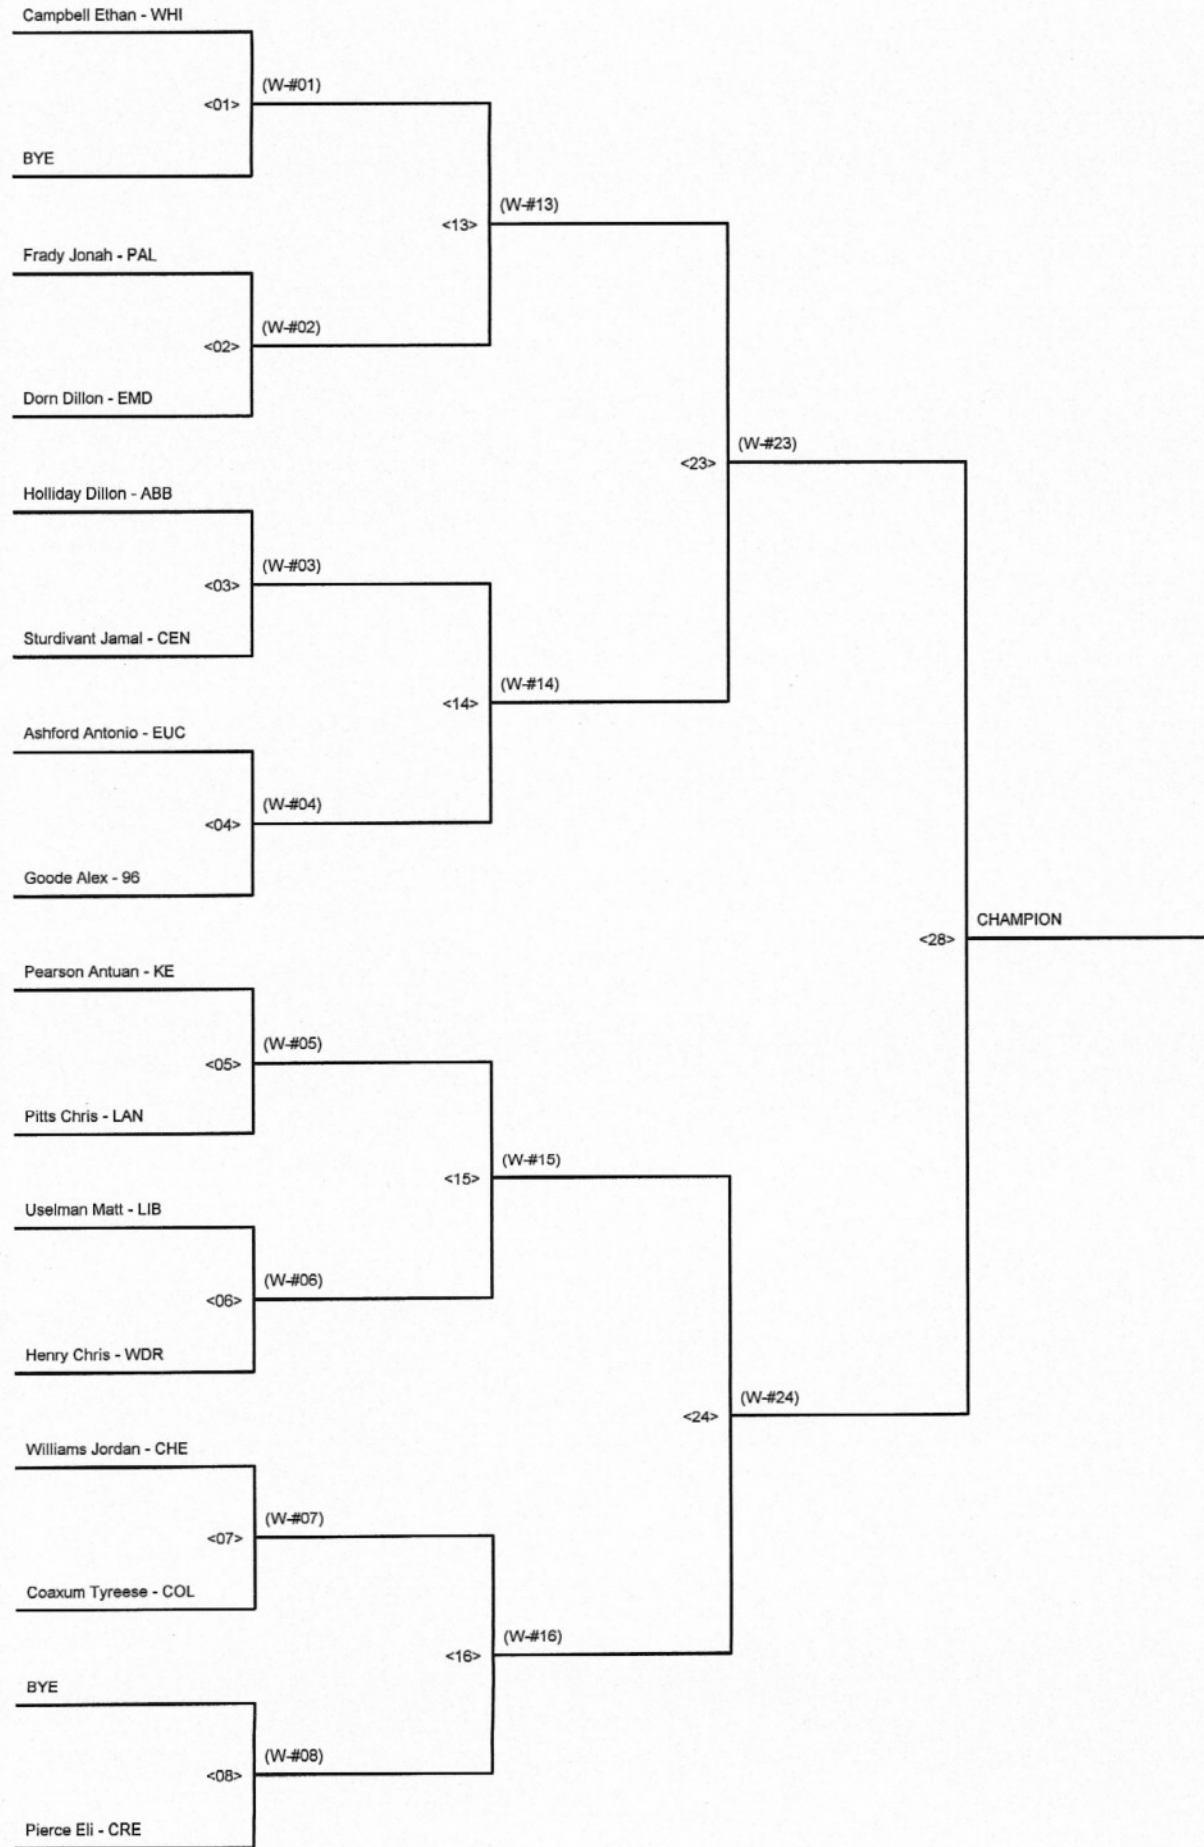 Campbell Ethan - WHI
(W-#01)
<01>
BYE
(W-#13)
<13>
Frady Jonah - PAL
(W-#02)
<02>
Dorn Dillon - EMD
(W-#23)
<23>
Holliday Dillon - ABB
(W-#03)
<03>
Sturdivant Jamal - CEN
(W-#14)
<14>
Ashford Antonio - EUC
(W-#04)
<04>
Goode Alex - 96
CHAMPION
<28>
Pearson Antuan - KE
(W-#05)
<05>
Pitts Chris - LAN
(W-#15)
<15>
Uselman Matt - LIB
(W-#06)
<06>
Henry Chris - WDR
(W-#24)
<24>
Williams Jordan - CHE
(W-#07)
<07>
Coaxum Tyreese - COL
(W-#16)
<16>
BYE
(W-#08)
<08>
Pierce Eli - CRE